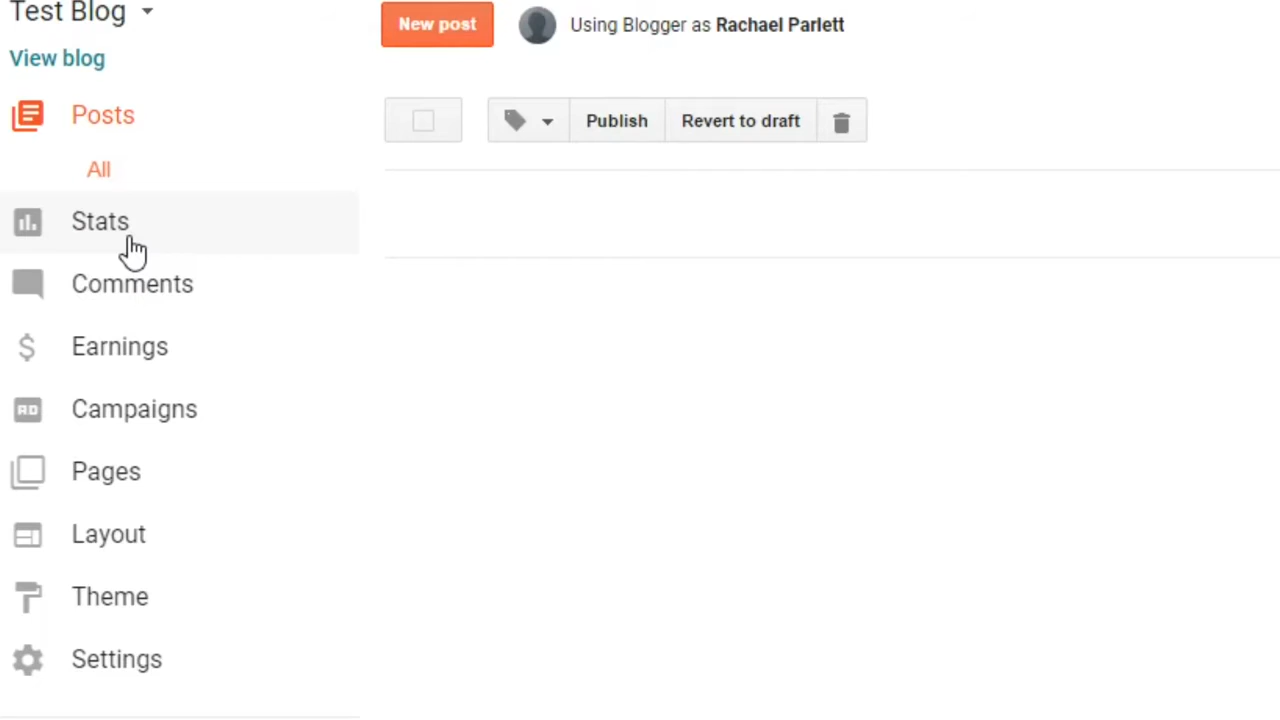 Test Blog
View blog
Posts
All
Stats
Comments
Earnings
AD Campaigns
Pages
Layout
Theme
Settings
New post Using Blogger as Rachael Parlett
Publish Revert to draft